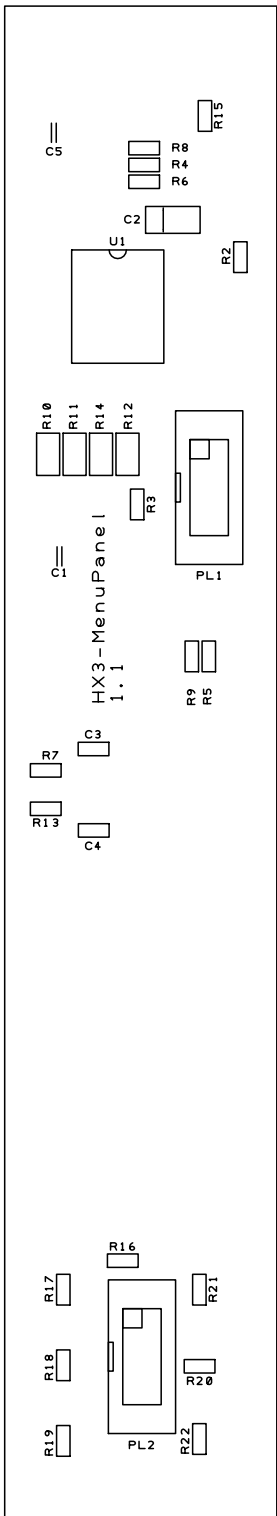 R15
C5
R8
R4
R6
C2
U1
R2
R10
R11
R14
R12
R3
PL1
C1
HX3-MenuPanel
1.1
R9
R5
C3
R7
R13
C4
R16
R17
R21
R18
R20
R19
PL2
R22